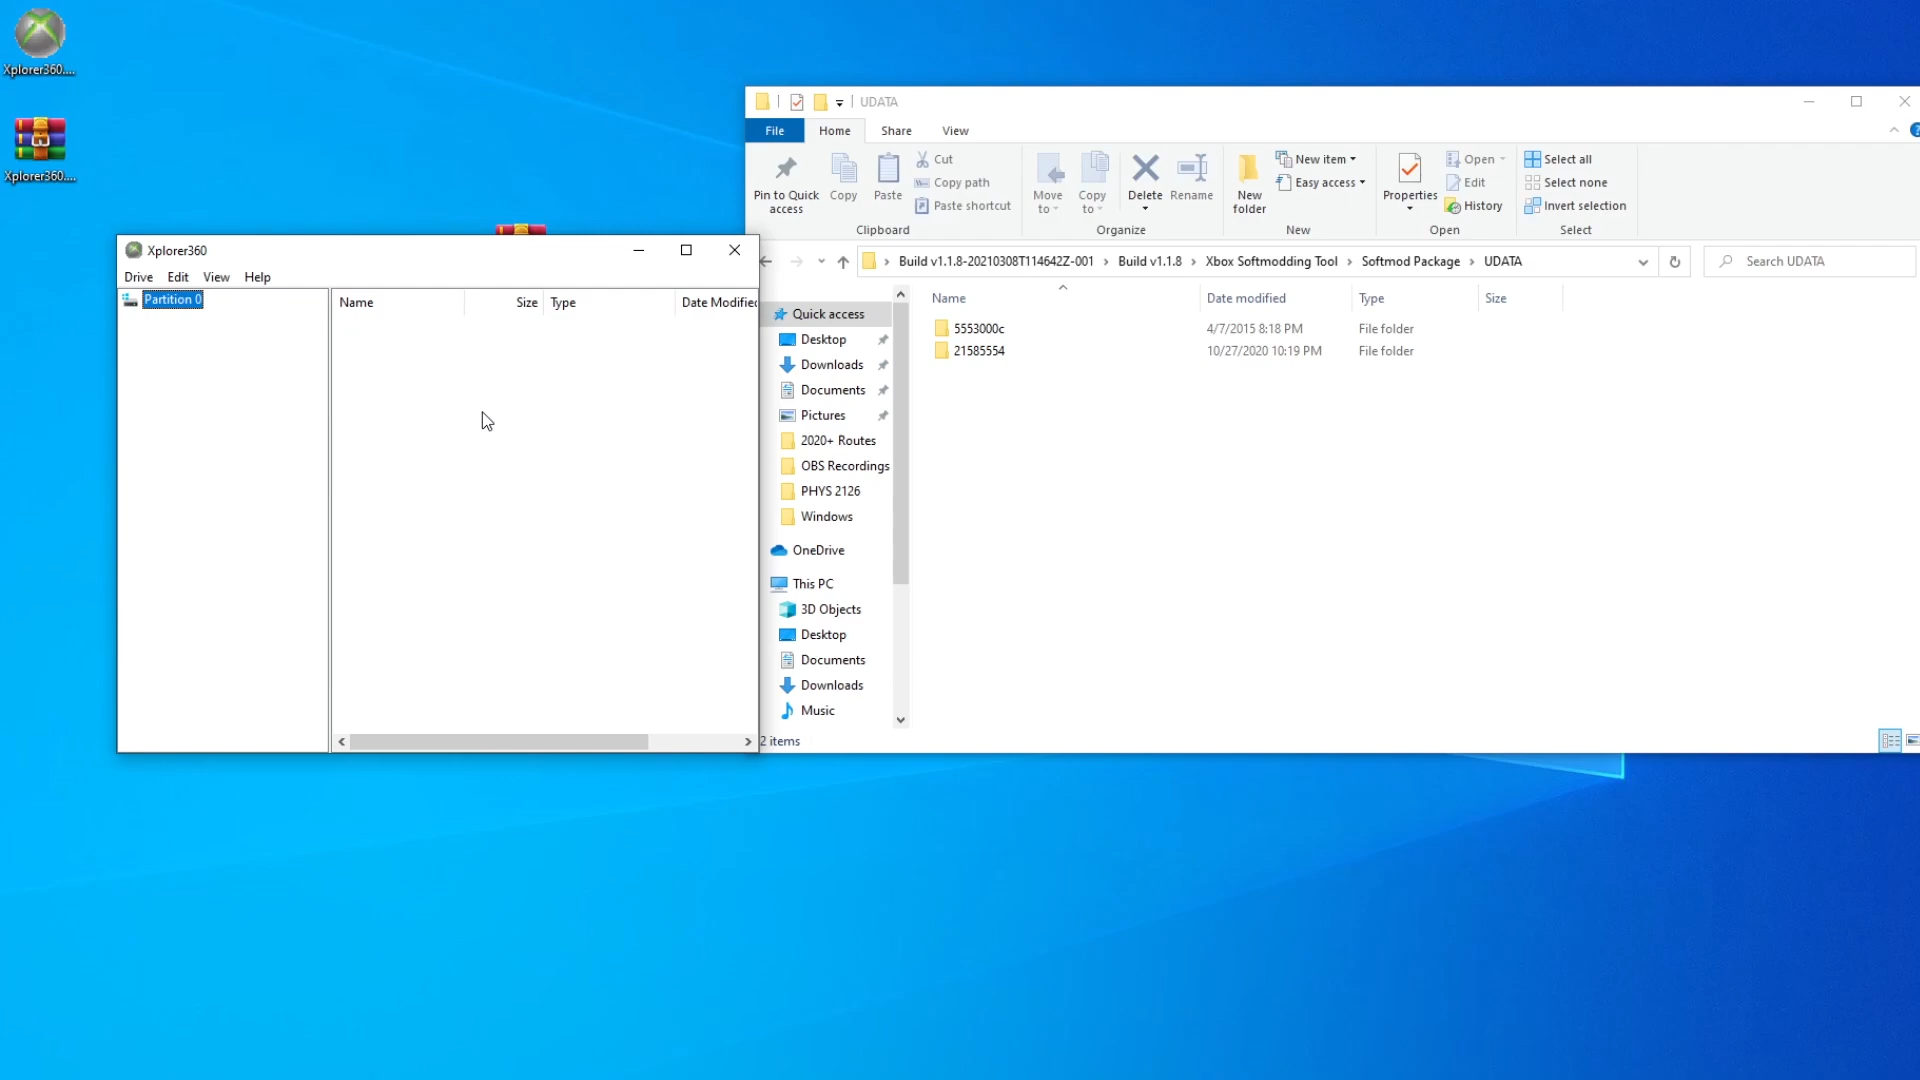 Xplorer360....
Xplorer360....
Xplorer360
Drive Edit View Help
Partition 0
Name Size Type Date Modified
UDATA
File Home Share View
Pin to Quick access
Copy
Paste
Cut
Copy path
Paste shortcut
Clipboard
Move to
Copy to
Delete
Rename
Organize
New folder
New item
Easy access
New
Properties
Open
Edit
History
Open
Select all
Select none
Invert selection
Select
Build v1.1.8-20210308T114642Z-001 › Build v1.1.8 › Xbox Softmodding Tool › Softmod Package › UDATA
Search UDATA
Quick access
Desktop
Downloads
Documents
Pictures
2020+ Routes
OBS Recordings
PHYS 2126
Windows
OneDrive
This PC
3D Objects
Desktop
Documents
Downloads
Music
Name Date modified Type Size
5553000c 4/7/2015 8:18 PM File folder
21585554 10/27/2020 10:19 PM File folder
2 items